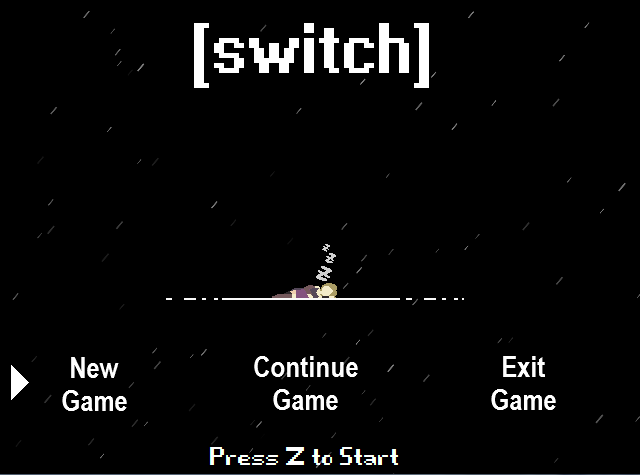 [switch]
z
z
z
New Continue Exit
Game Game Game
Press Z to Start